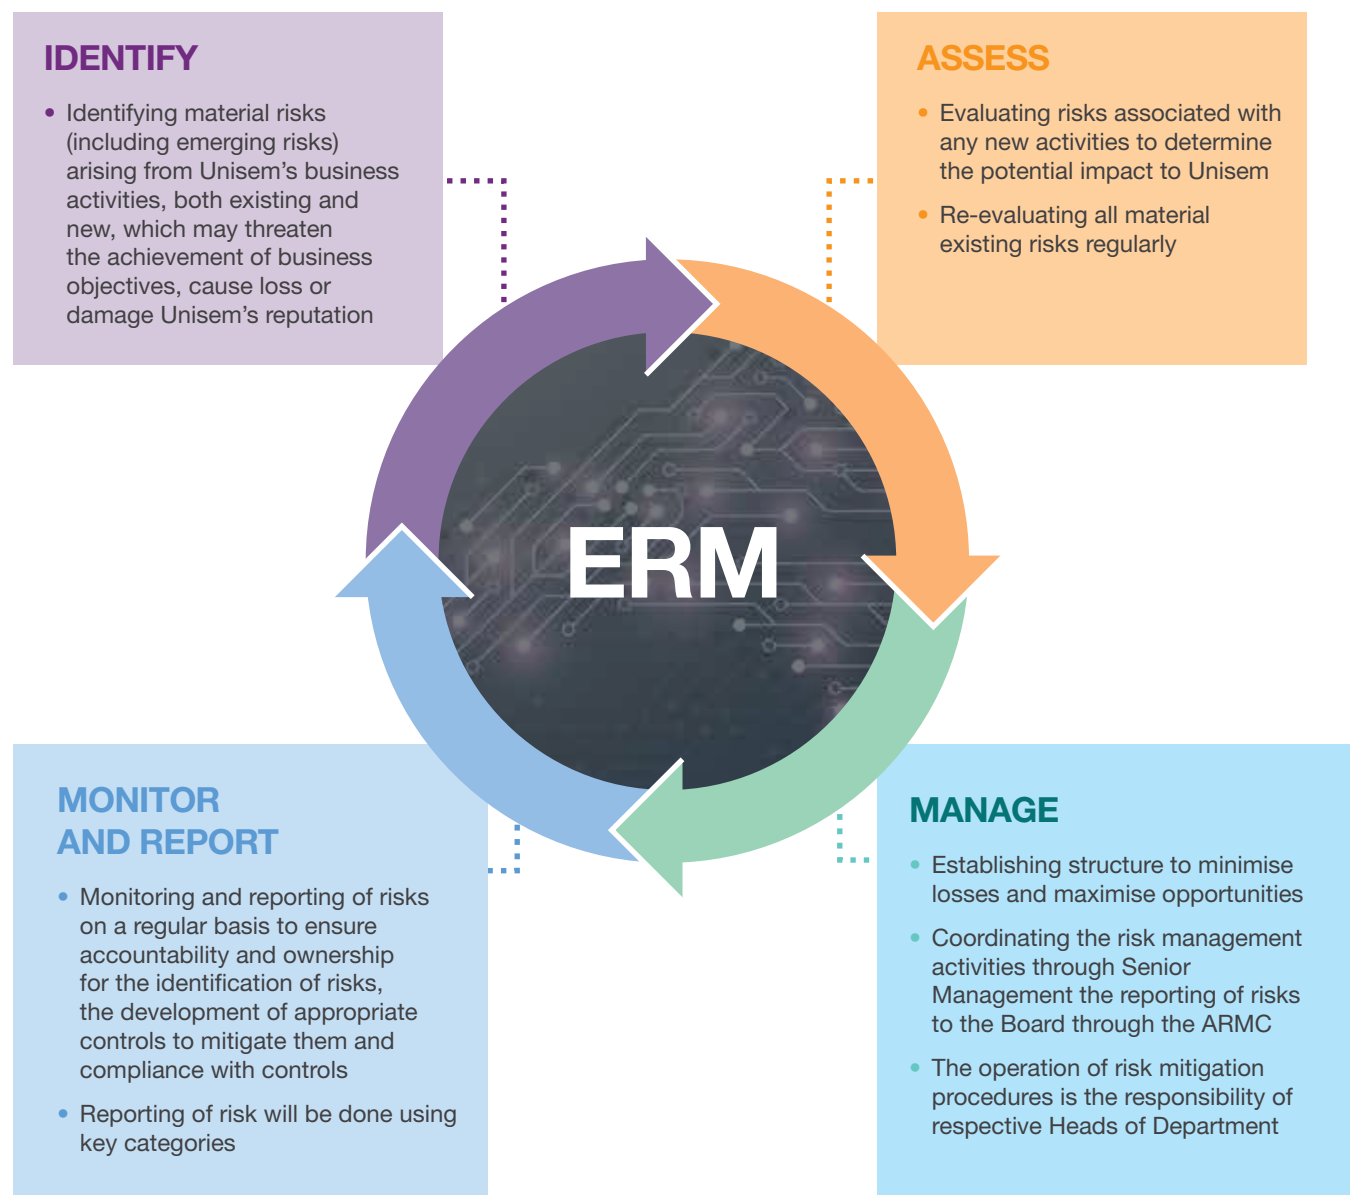 IDENTIFY
• Identifying material risks
(including emerging risks)
arising from Unisem’s business
activities, both existing and
new, which may threaten
the achievement of business
objectives, cause loss or
damage Unisem’s reputation
ASSESS
• Evaluating risks associated with
any new activities to determine
the potential impact to Unisem
• Re-evaluating all material
existing risks regularly
ERM
MONITOR
AND REPORT
• Monitoring and reporting of risks
on a regular basis to ensure
accountability and ownership
for the identification of risks,
the development of appropriate
controls to mitigate them and
compliance with controls
• Reporting of risk will be done using
key categories
MANAGE
• Establishing structure to minimise
losses and maximise opportunities
• Coordinating the risk management
activities through Senior
Management the reporting of risks
to the Board through the ARMC
• The operation of risk mitigation
procedures is the responsibility of
respective Heads of Department